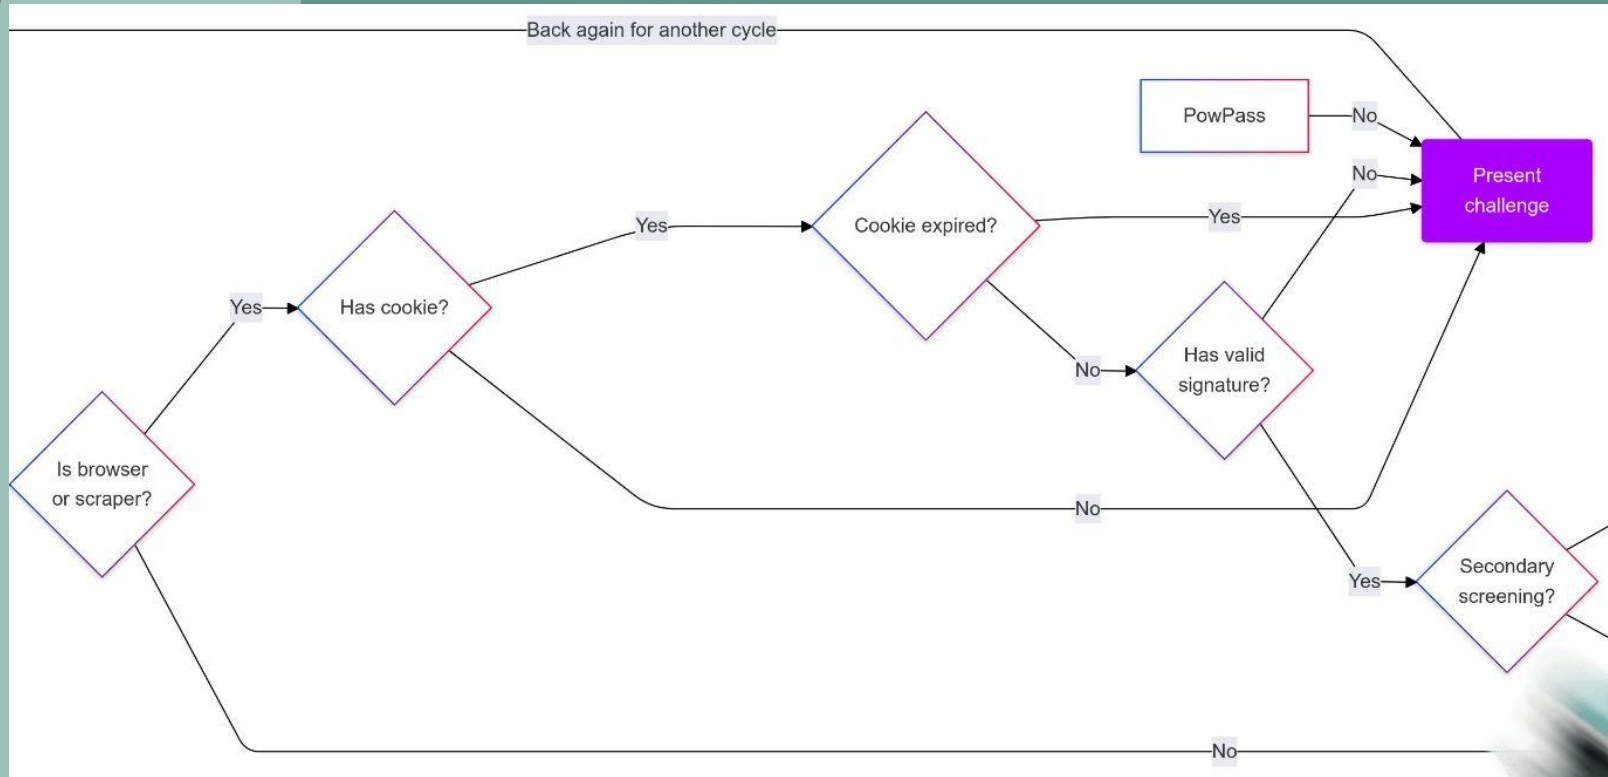 Back again for another cycle
PowPass
No
Present
challenge
No
Yes
Cookie expired?
Yes
Has cookie?
Yes
Has valid
signature?
No
Is browser
or scraper?
No
Yes
Secondary
screening?
No